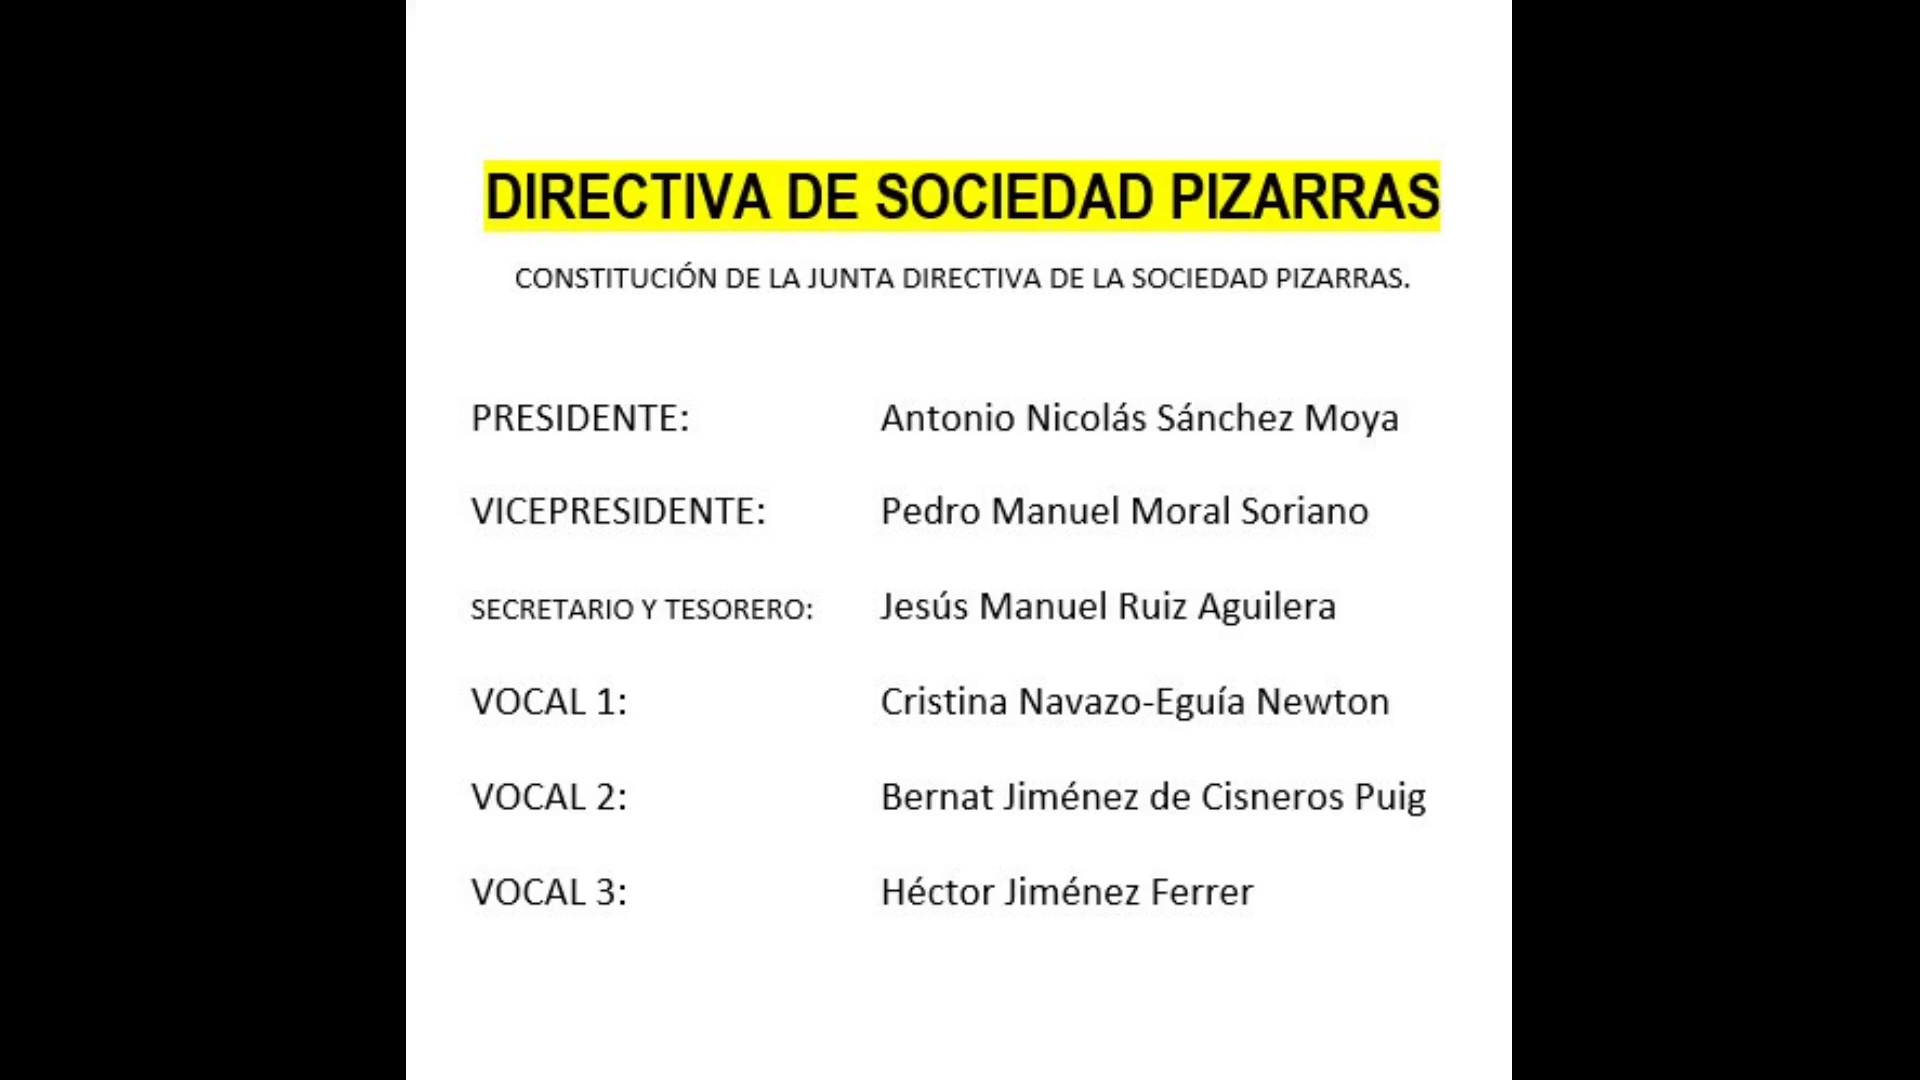 DIRECTIVA DE SOCIEDAD PIZARRAS
CONSTITUCIÓN DE LA JUNTA DIRECTIVA DE LA SOCIEDAD PIZARRAS.
PRESIDENTE: Antonio Nicolás Sánchez Moya
VICEPRESIDENTE: Pedro Manuel Moral Soriano
SECRETARIO Y TESORERO: Jesús Manuel Ruiz Aguilera
VOCAL 1: Cristina Navazo-Eguía Newton
VOCAL 2: Bernat Jiménez de Cisneros Puig
VOCAL 3: Héctor Jiménez Ferrer